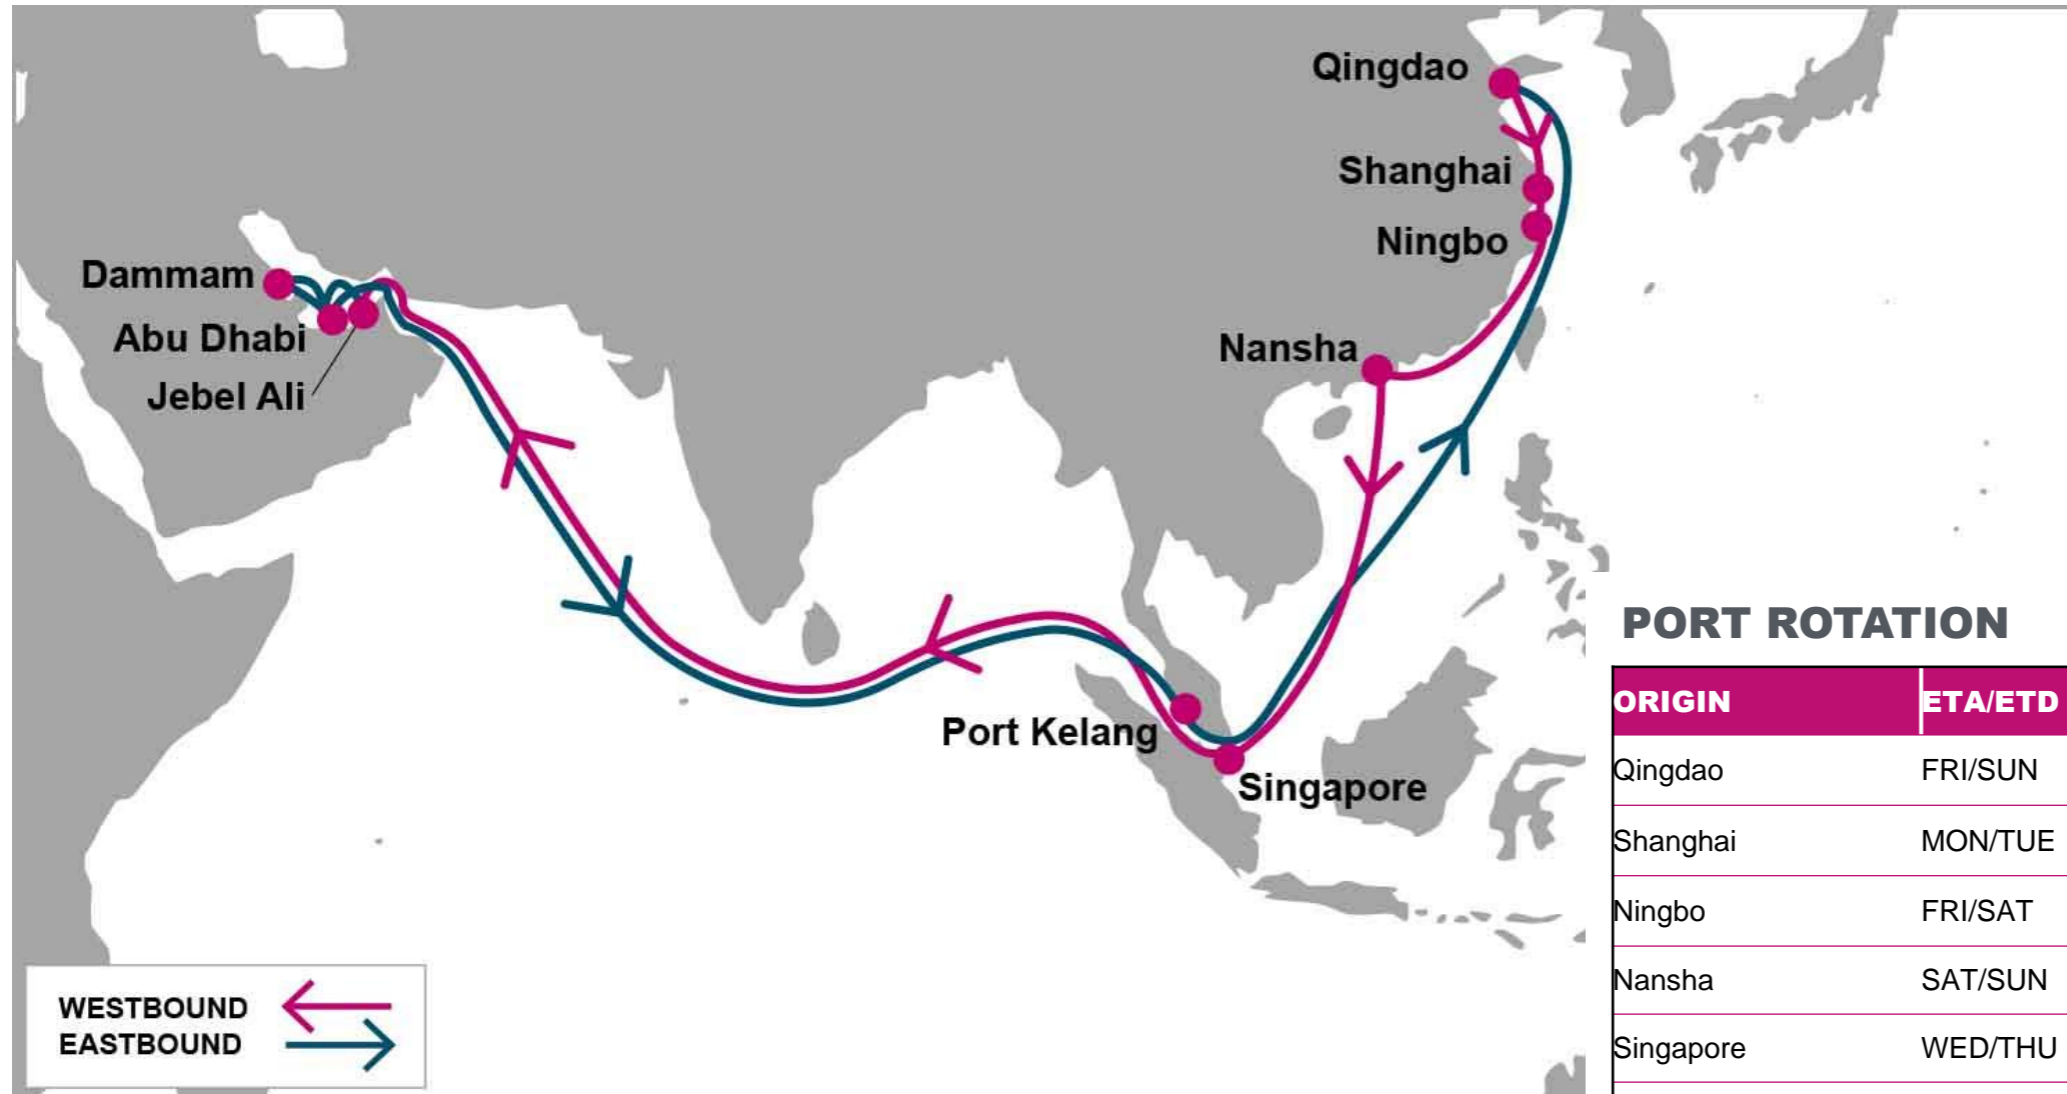 Qingdao
Shanghai
Ningbo
Dammam
Abu Dhabi
Jebel Ali
Nansha
Port Kelang
Singapore
WESTBOUND
EASTBOUND
PORT ROTATION
ORIGIN ETA/ETD
Qingdao FRI/SUN
Shanghai MON/TUE
Ningbo FRI/SAT
Nansha SAT/SUN
Singapore WED/THU